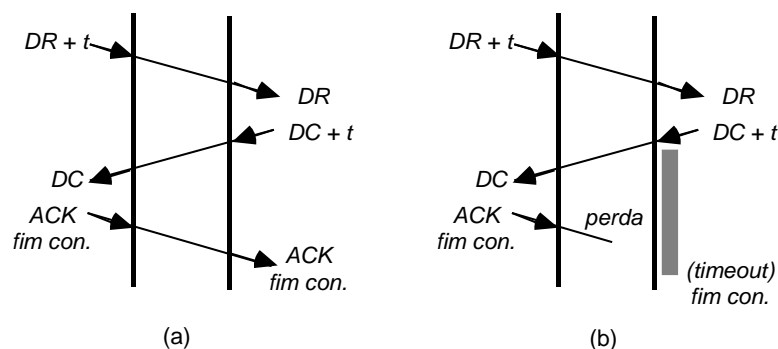 DR + t
DR
DC + t
DC
ACK
fim con.
ACK
fim con.
(a)
DR + t
DR
DC + t
DC
ACK
fim con.
perda
(timeout)
fim con.
(b)